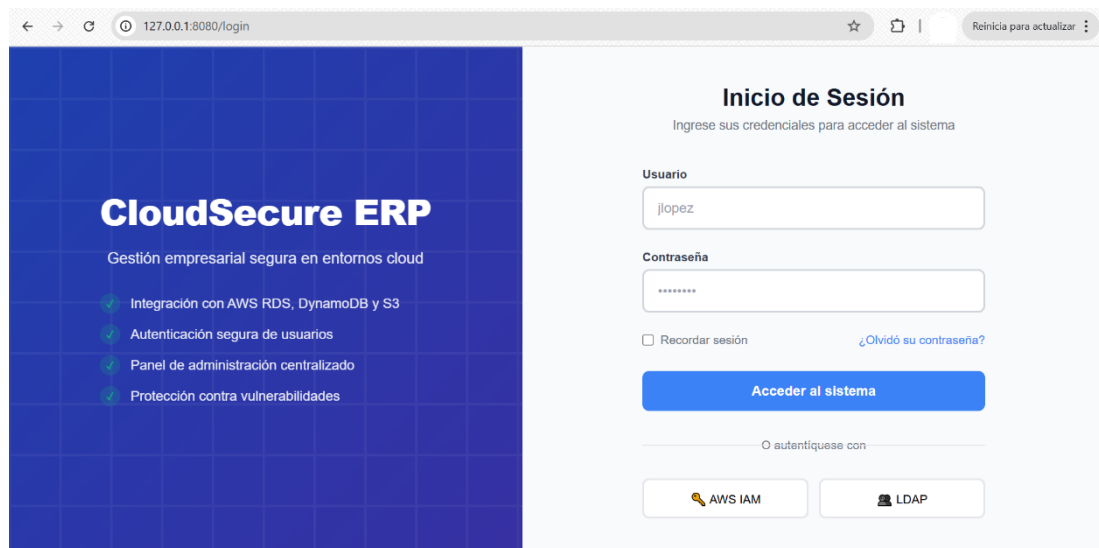 127.0.0.1:8080/login
Reinicia para actualizar
CloudSecure ERP
Gestión empresarial segura en entornos cloud
✓ Integración con AWS RDS, DynamoDB y S3
✓ Autenticación segura de usuarios
✓ Panel de administración centralizado
✓ Protección contra vulnerabilidades
Inicio de Sesión
Ingrese sus credenciales para acceder al sistema
Usuario
jlopez
Contraseña
••••••••
Recordar sesión ¿Olvidó su contraseña?
Acceder al sistema
O autentíquese con
AWS IAM LDAP